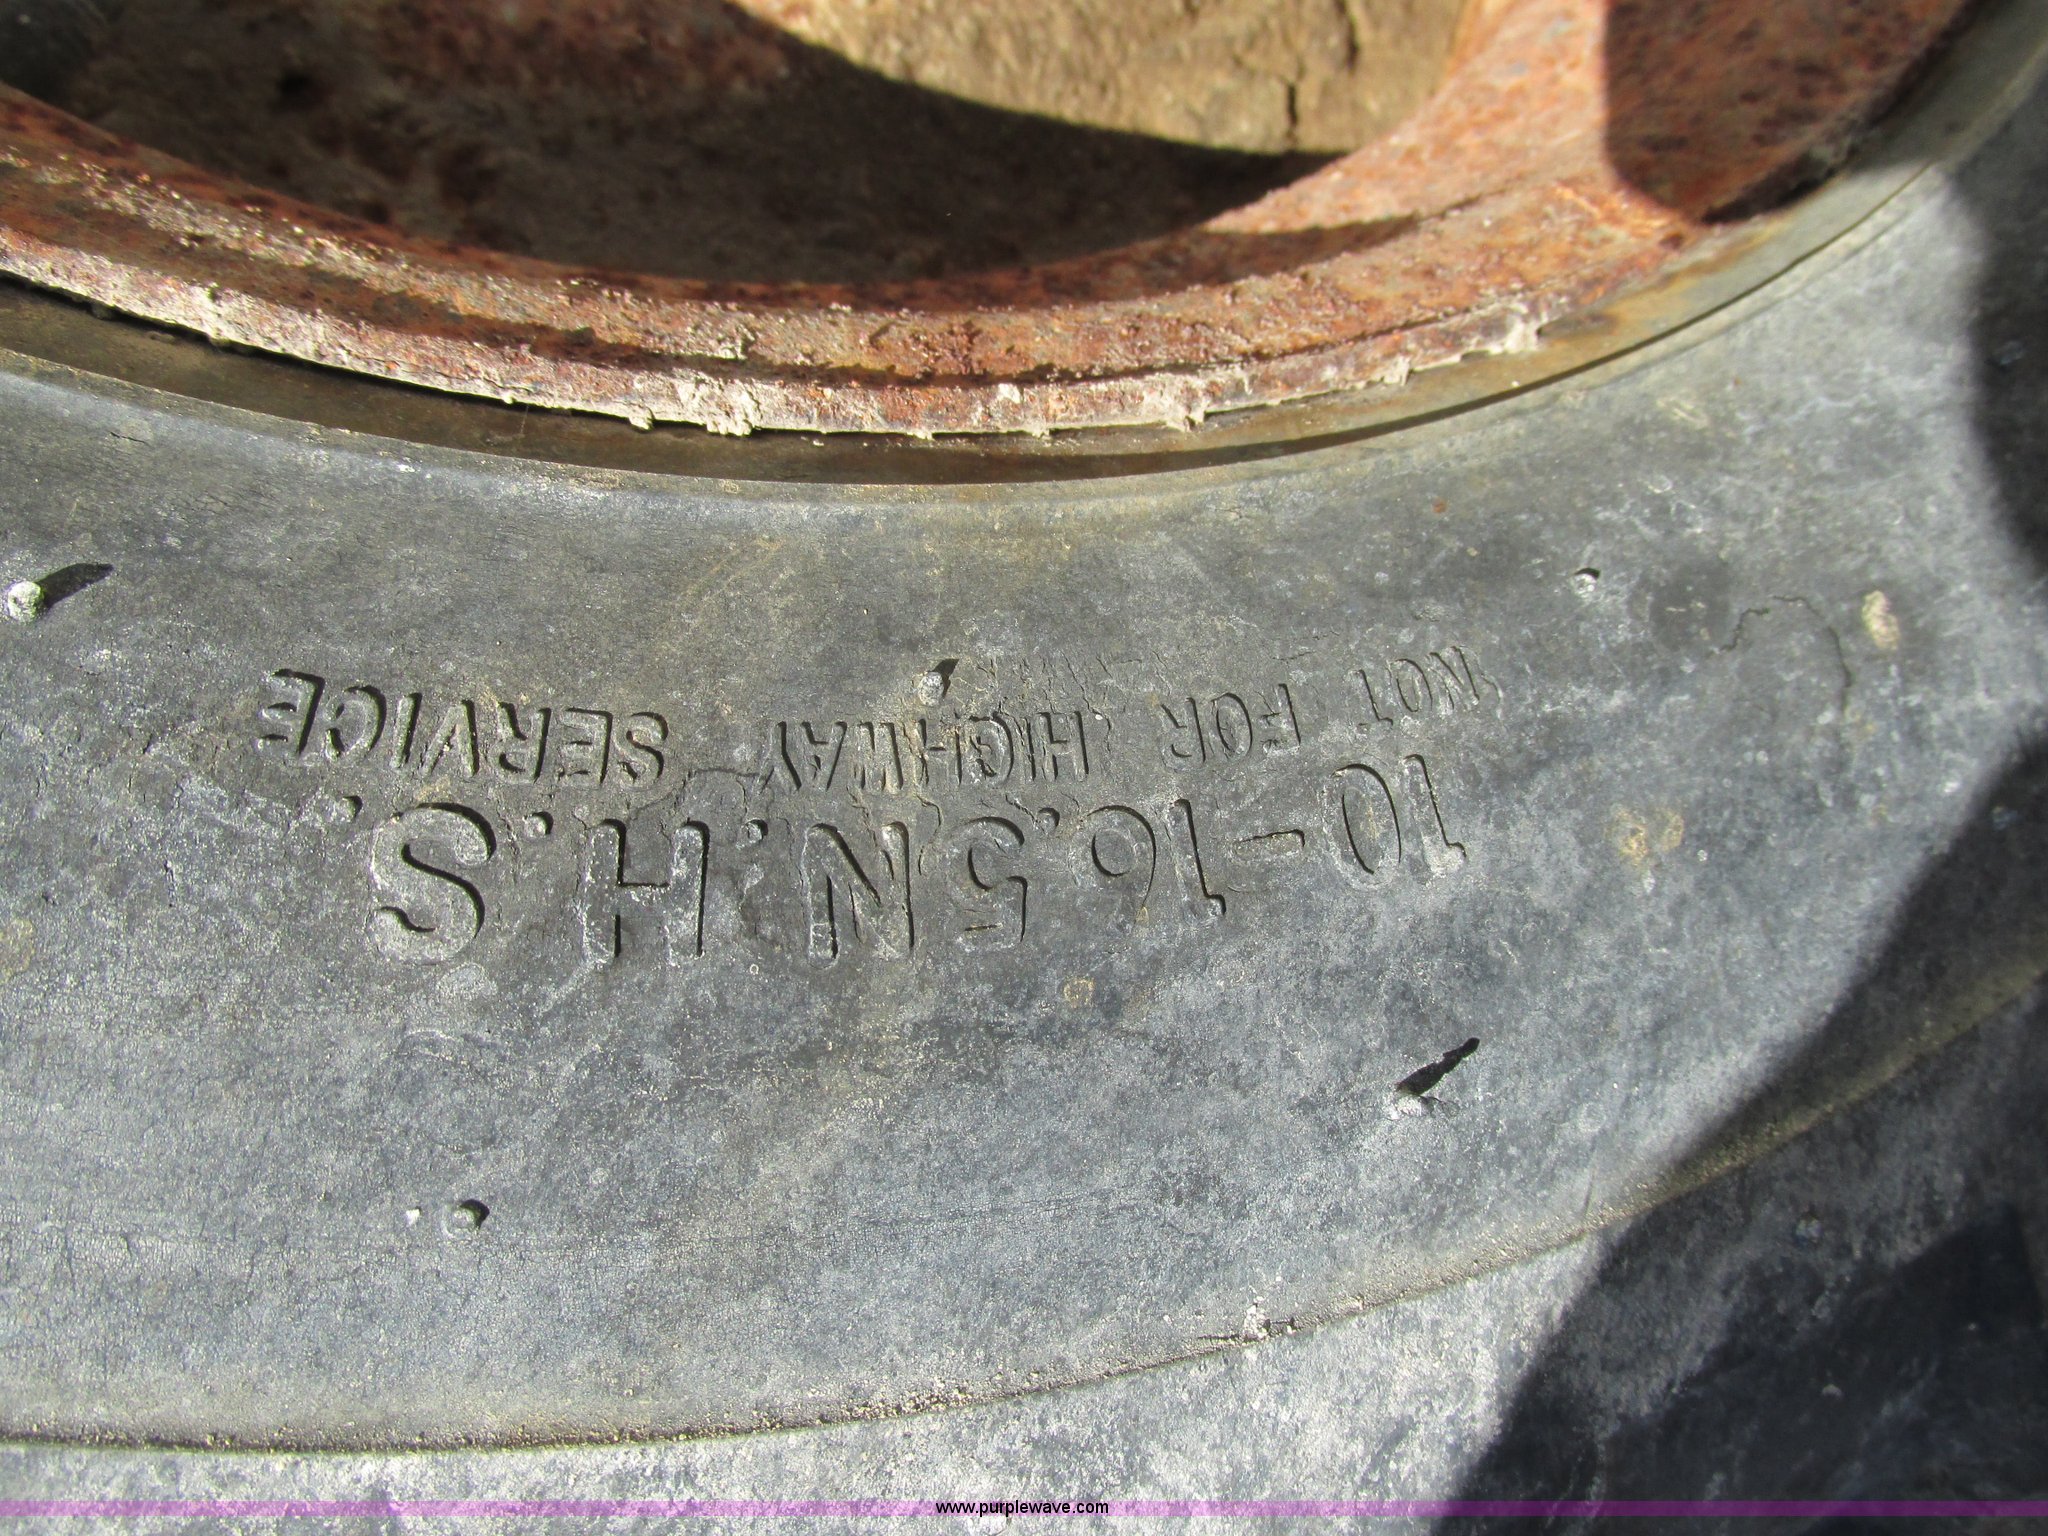 10-16.5 N.H.S.
NOT FOR HIGHWAY SERVICE
www.purplewave.com